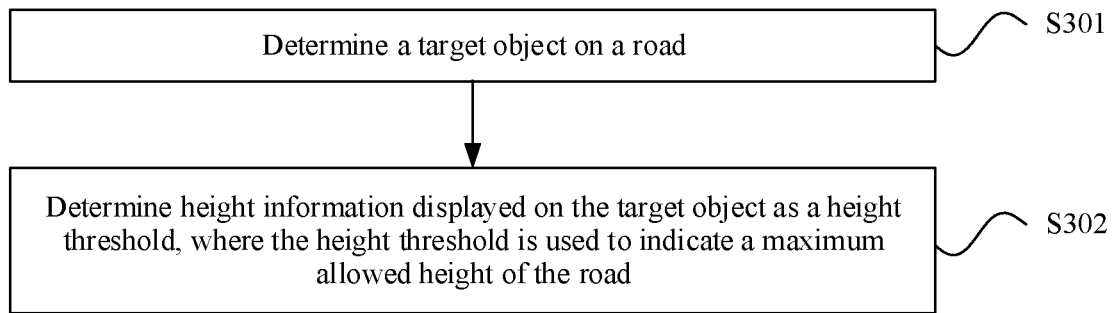 Determine a target object on a road
S301
Determine height information displayed on the target object as a height
threshold, where the height threshold is used to indicate a maximum
allowed height of the road
S302